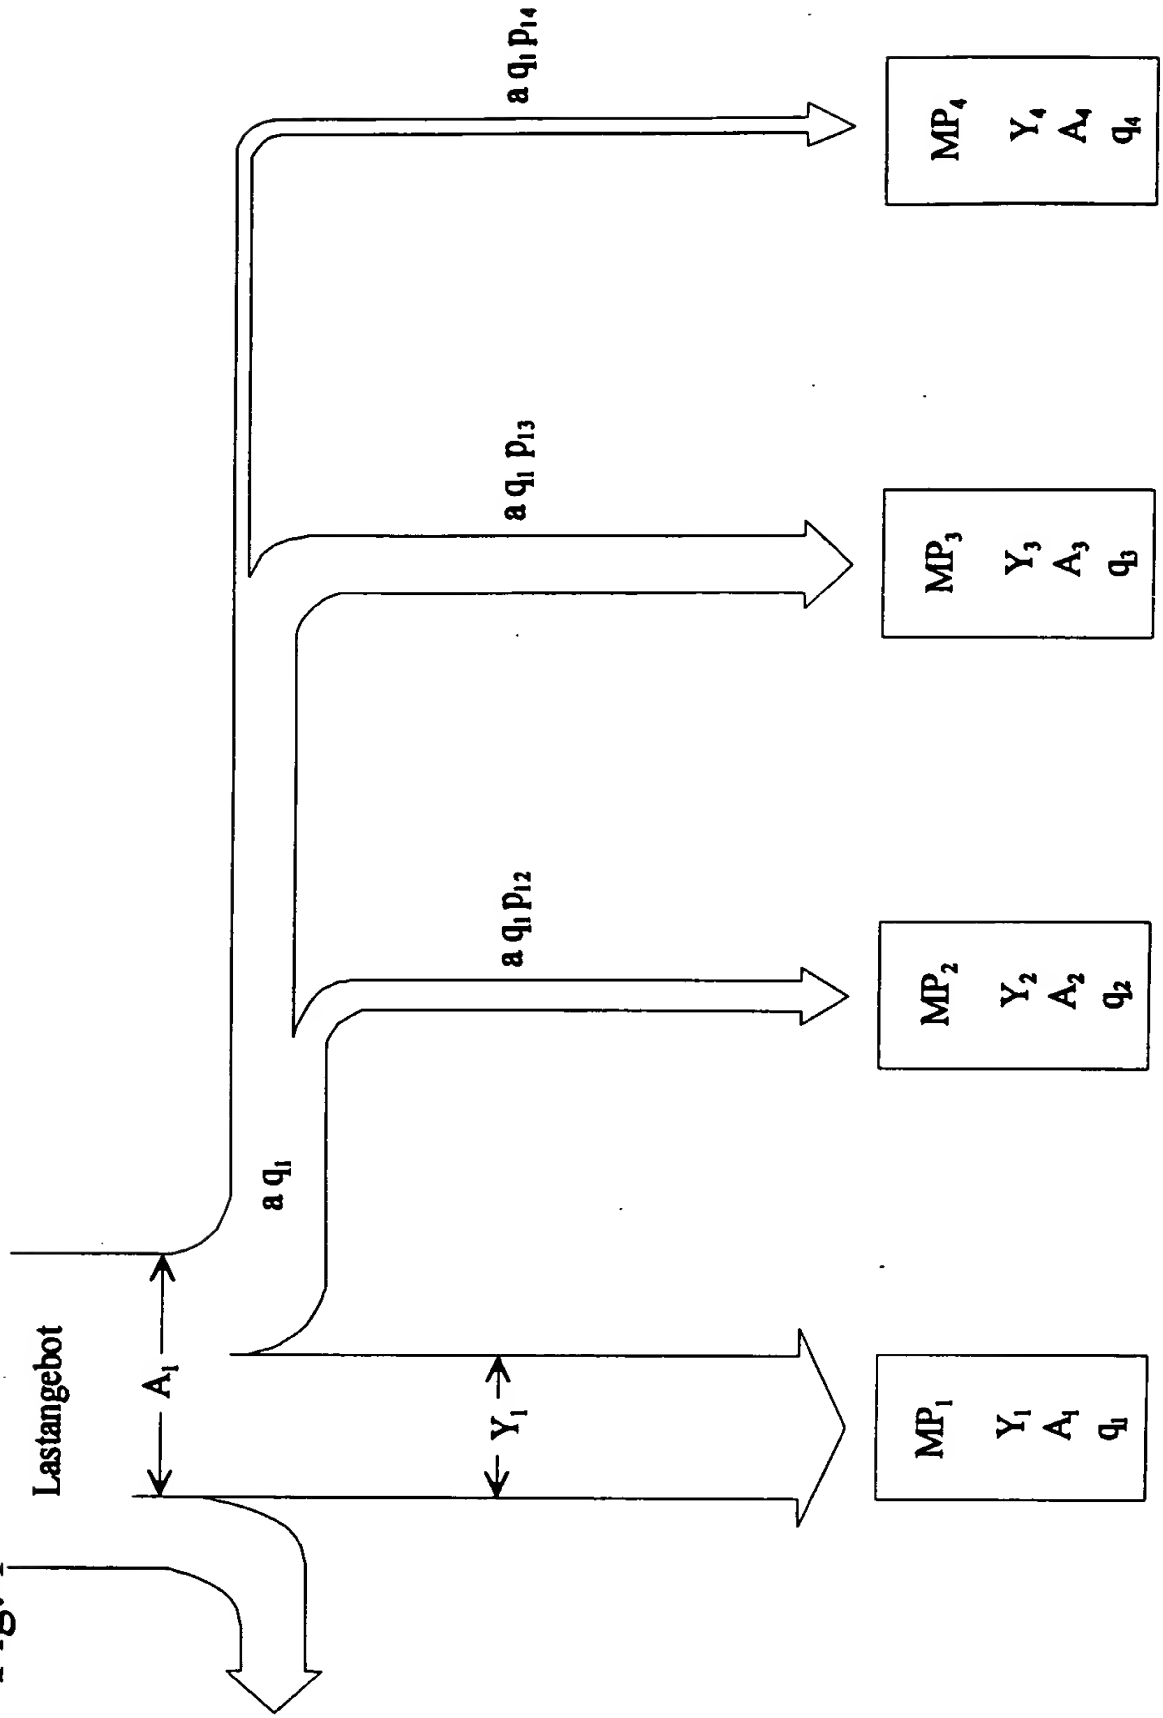 Lastangebot
A₁
a q₁
Y₁
a q₁ p₁₂
a q₁ p₁₃
a q₁ p₁₄
MP₁
Y₁
A₁
q₁
MP₂
Y₂
A₂
q₂
MP₃
Y₃
A₃
q₃
MP₄
Y₄
A₄
q₄